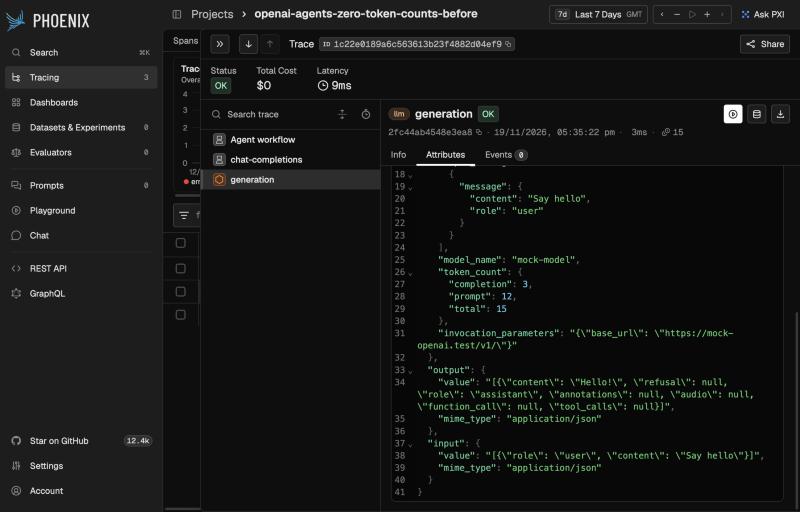 PHOENIX
Search
⌘K
Tracing
3
Dashboards
Datasets & Experiments
0
Evaluators
0
Prompts
0
Playground
Chat
REST API
GraphQL
Star on GitHub
12.4k
Settings
Account
Projects > openai-agents-zero-token-counts-before
7d Last 7 Days GMT
Ask PXI
Spans
Trace ID 1c22e0189a6c563613b23f4882d04ef9
Share
Status
OK
Total Cost
$0
Latency
9ms
4
3
2
1
0
12/
Search trace
Agent workflow
chat-completions
generation
llm generation OK
2fc44ab4548e3ea8 · 19/11/2026, 05:35:22 pm · 3ms · 15
Info
Attributes
Events 0
18 {
19 "message": {
20 "content": "Say hello",
21 "role": "user"
22 }
23 }
24 ],
25 "model_name": "mock-model",
26 "token_count": {
27 "completion": 3,
28 "prompt": 12,
29 "total": 15
30 },
31 "invocation_parameters": "{\"base_url\": \"https://mock-
openai.test/v1/\"}"
32 },
33 "output": {
34 "value": "[{\"content\": \"Hello!\", \"refusal\": null,
\"role\": \"assistant\", \"annotations\": null, \"audio\": null,
\"function_call\": null, \"tool_calls\": null}]",
35 "mime_type": "application/json"
36 },
37 "input": {
38 "value": "[{\"role\": \"user\", \"content\": \"Say hello\"}]",
39 "mime_type": "application/json"
40 }
41 }